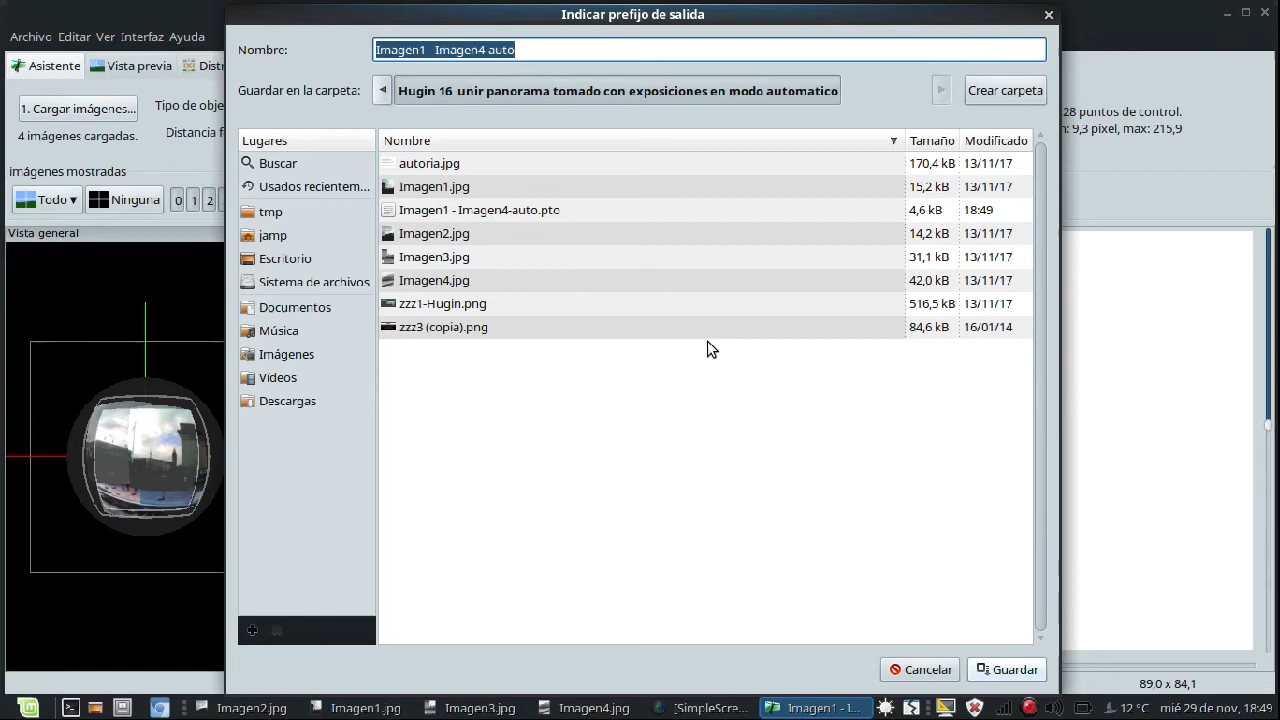 Indicar prefijo de salida
Archivo Editar Ver Interfaz Ayuda
Nombre: Imagen1 - Imagen4-auto
Asistente Vista previa
Guardar en la carpeta: Hugin 16 unir panorama tomado con exposiciones en modo automatico Crear carpeta
1. Cargar imágenes... Tipo de obje
28 puntos de control.
4 imágenes cargadas. Distancia f
9,3 pixel, max: 215,9
imágenes mostradas
Todo Ninguna 0 1 2
Vista general
Lugares
Buscar
Usados recientem...
tmp
jamp
Escritorio
Sistema de archivos
Documentos
Música
Imágenes
Vídeos
Descargas
Nombre Tamaño Modificado
autoria.jpg 170,4 kB 13/11/17
Imagen1.jpg 15,2 kB 13/11/17
Imagen1 - Imagen4-auto.pto 4,6 kB 18:49
Imagen2.jpg 14,2 kB 13/11/17
Imagen3.jpg 31,1 kB 13/11/17
Imagen4.jpg 42,0 kB 13/11/17
zzz1-Hugin.png 516,5 kB 13/11/17
zzz3 (copia).png 84,6 kB 16/01/14
Cancelar Guardar
89,0 x 84,1
Imagen2.jpg Imagen1.jpg Imagen3.jpg Imagen4.jpg [SimpleScre... Imagen1 - I... 12 °C mié 29 de nov, 18:49